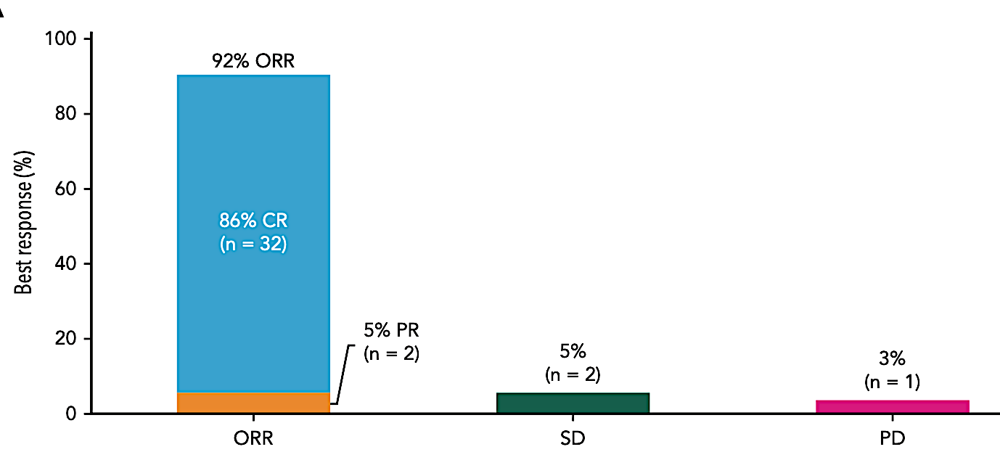 100
92% ORR
80
60
Best response (%)
86% CR
(n = 32)
40
5% PR
(n = 2)
20
5%
(n = 2)
3%
(n = 1)
0
ORR
SD
PD